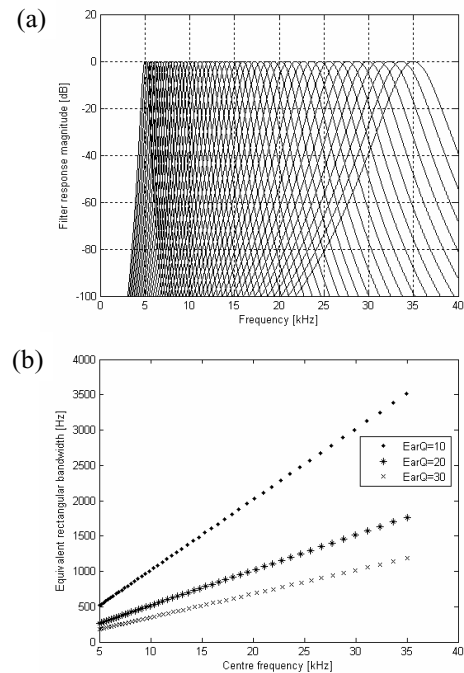 (a)
20
0
-20
-40
-60
-80
-100
Filter response magnitude [dB]
0 5 10 15 20 25 30 35 40
Frequency [kHz]
(b)
4000
3500
3000
2500
2000
1500
1000
500
0
Equivalent rectangular bandwidth [Hz]
EarQ=10
EarQ=20
EarQ=30
5 10 15 20 25 30 35 40
Centre frequency [kHz]